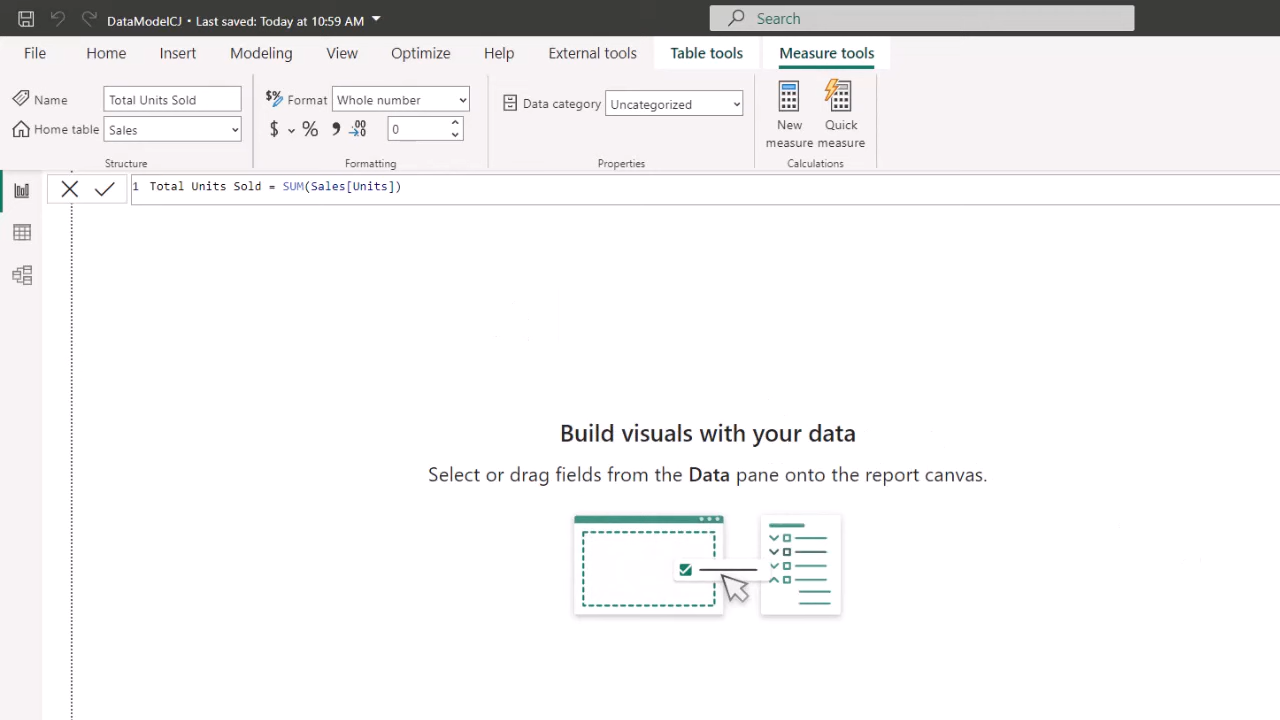 DataModelCJ • Last saved: Today at 10:59 AM
Search
File Home Insert Modeling View Optimize Help External tools Table tools Measure tools
Name Total Units Sold $% Format Whole number Data category Uncategorized New measure Quick measure
Home table Sales $ % 0
Structure Formatting Properties Calculations
1 Total Units Sold = SUM(Sales[Units])
Build visuals with your data
Select or drag fields from the Data pane onto the report canvas.